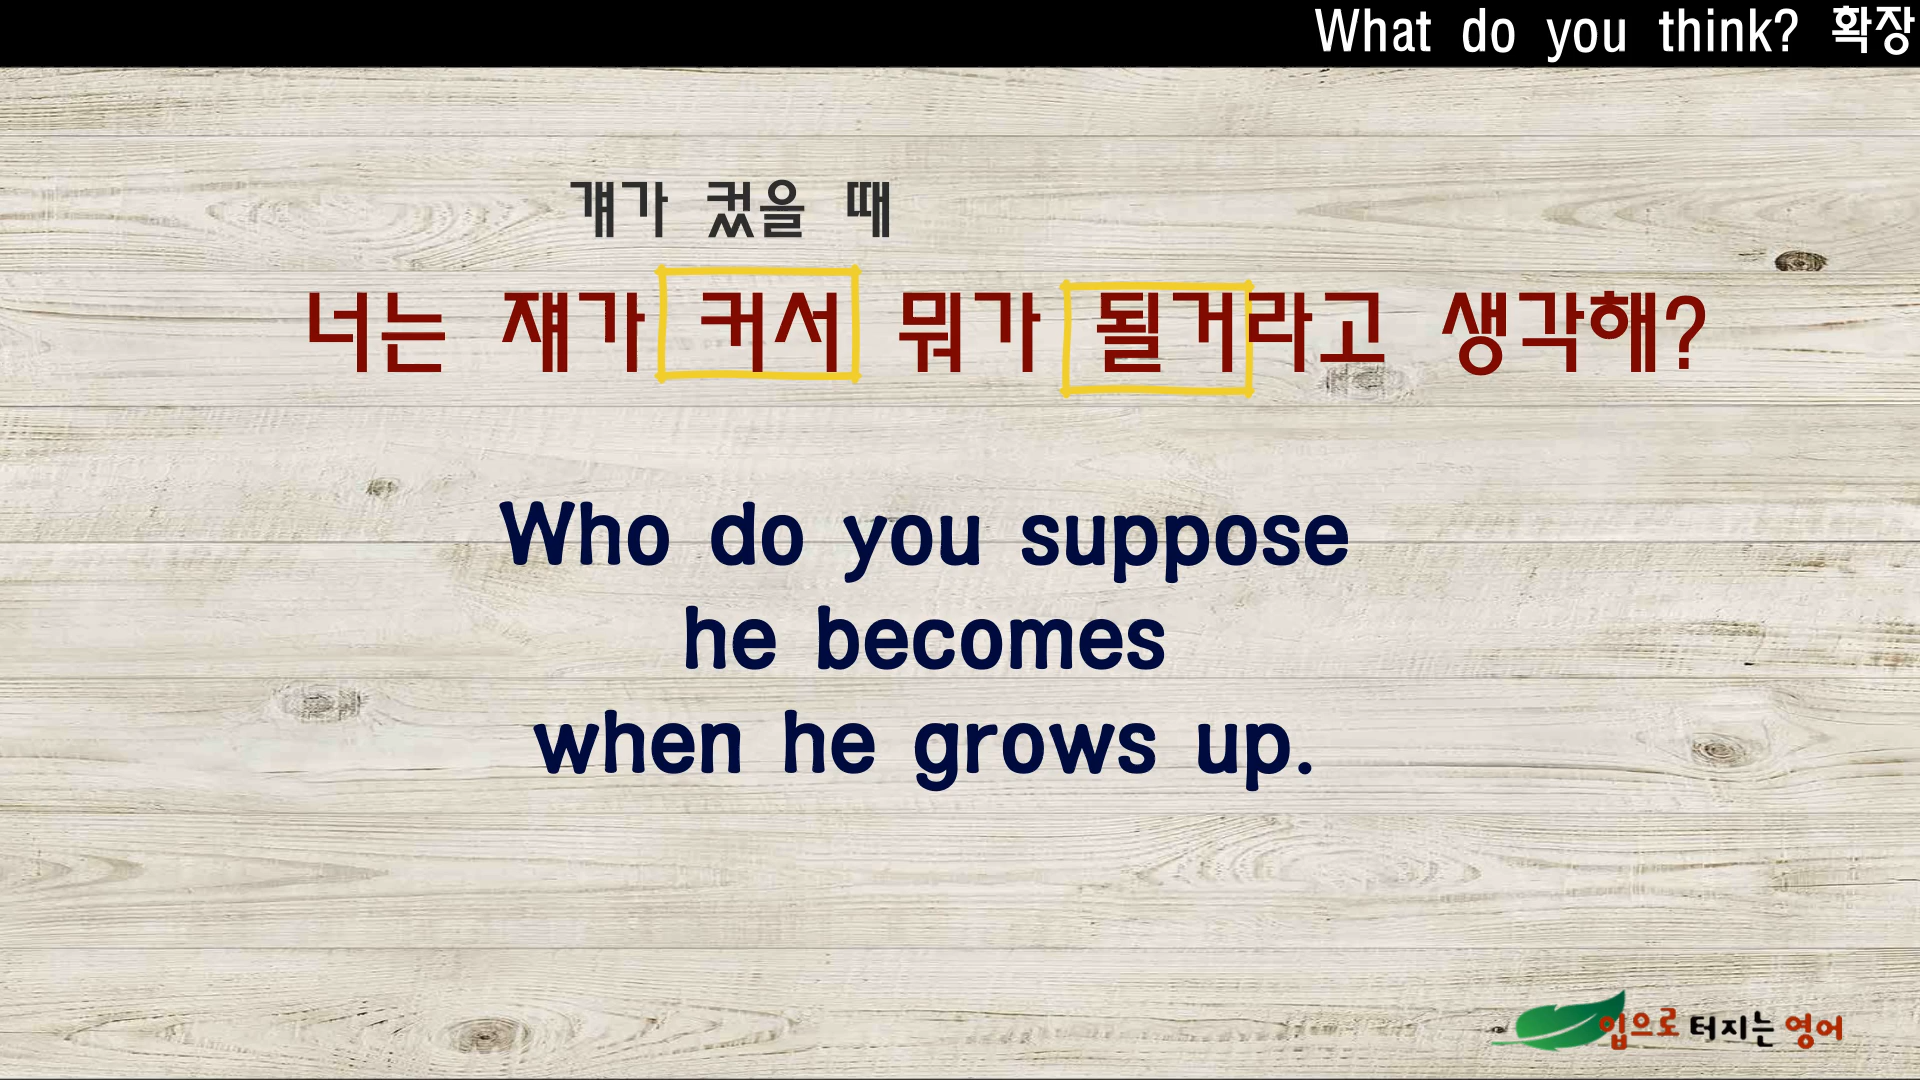 What do you think? 확장
걔가 컸을 때
너는 쟤가 커서 뭐가 될거라고 생각해?
Who do you suppose
he becomes
when he grows up.
입으로 터지는 영어